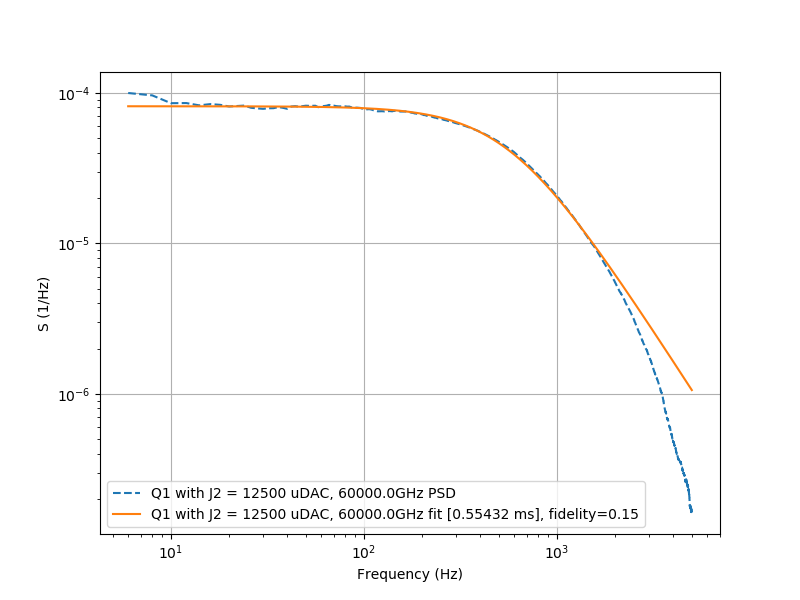 10⁻⁴
10⁻⁵
10⁻⁶
S (1/Hz)
Q1 with J2 = 12500 uDAC, 60000.0GHz PSD
Q1 with J2 = 12500 uDAC, 60000.0GHz fit [0.55432 ms], fidelity=0.15
10¹ 10² 10³
Frequency (Hz)